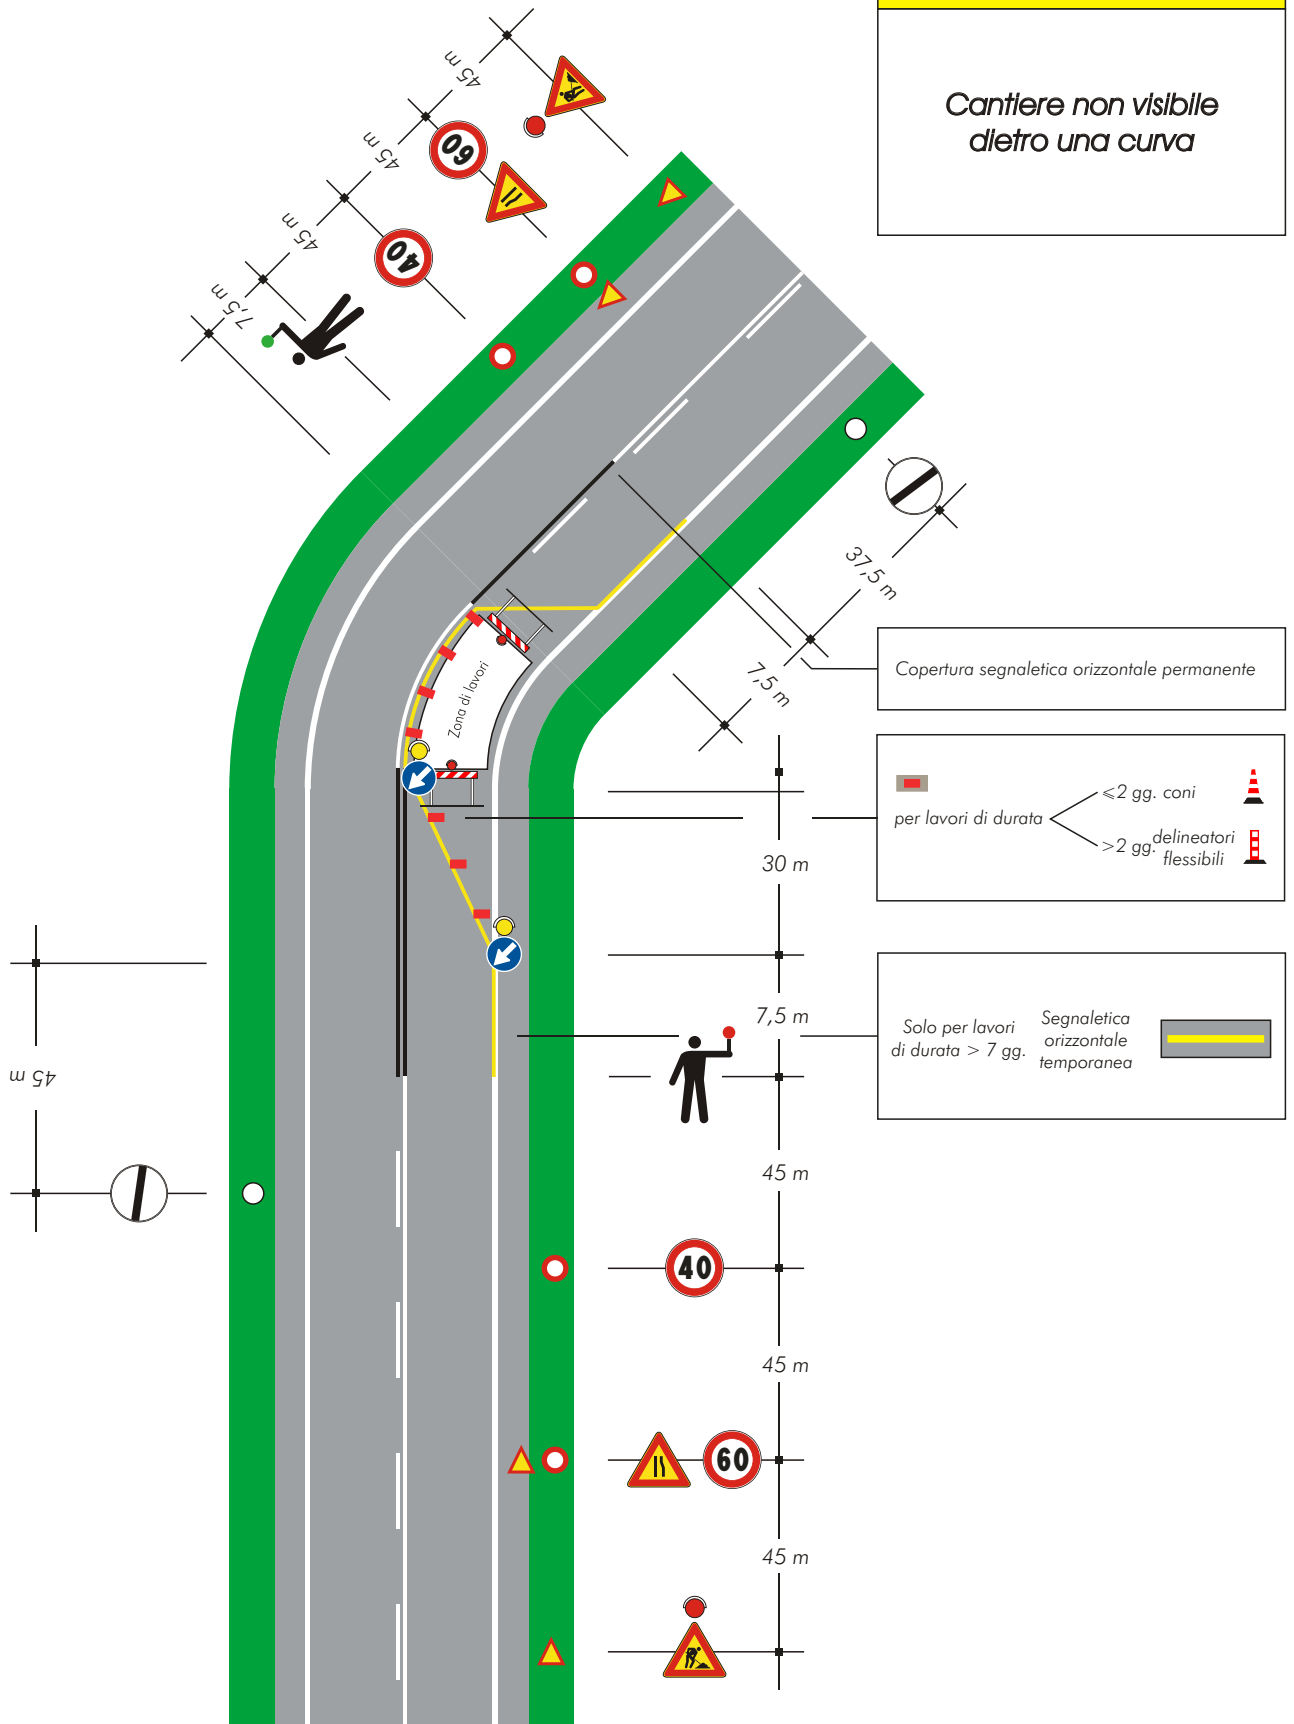 Cantiere non visibile
dietro una curva
45 m
60
45 m
40
45 m
7,5 m
37,5 m
7,5 m
Copertura segnaletica orizzontale permanente
Zona di lavori
per lavori di durata
⩽2 gg. coni
>2 gg. delineatori
flessibili
30 m
7,5 m
Solo per lavori
di durata > 7 gg.
Segnaletica
orizzontale
temporanea
45 m
45 m
40
45 m
60
45 m